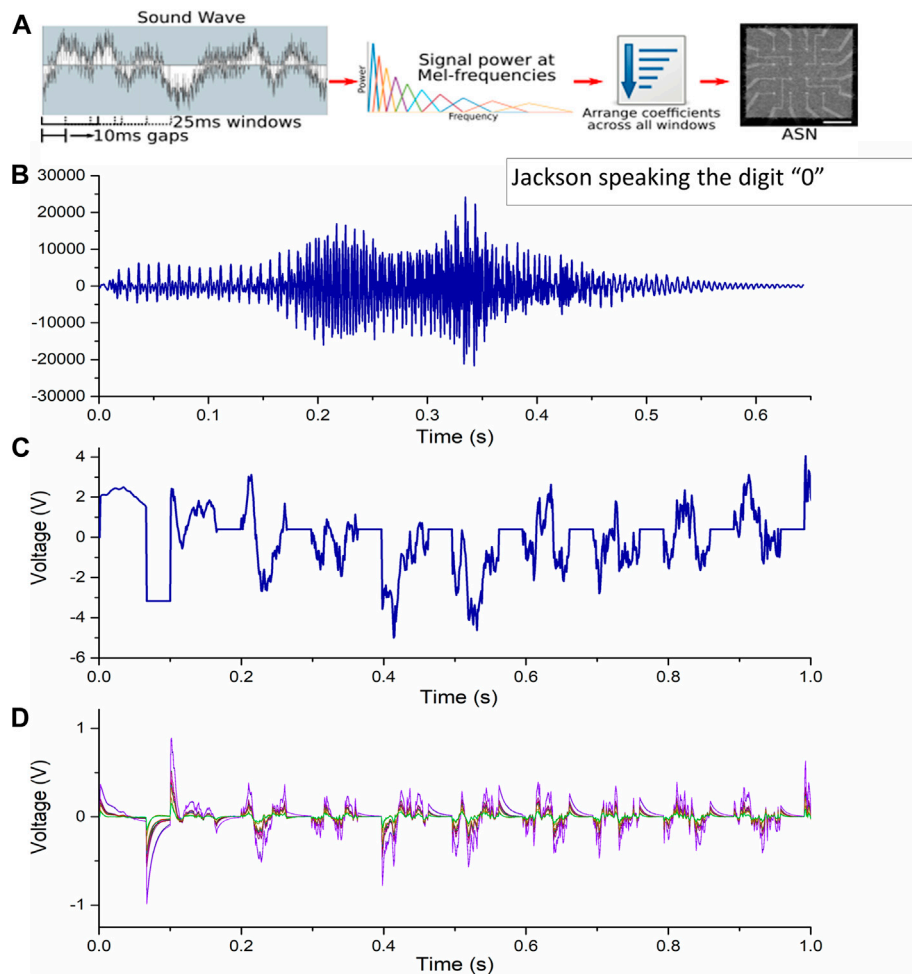 A
Sound Wave
25ms windows
10ms gaps
Power
Frequency
Signal power at
Mel-frequencies
Arrange coefficients
across all windows
ASN
B
Jackson speaking the digit “0”
30000
20000
10000
0
-10000
-20000
-30000
0.0 0.1 0.2 0.3 0.4 0.5 0.6
Time (s)
C
Voltage (V)
4
2
0
-2
-4
-6
0.0 0.2 0.4 0.6 0.8 1.0
Time (s)
D
Voltage (V)
1
0
-1
0.0 0.2 0.4 0.6 0.8 1.0
Time (s)